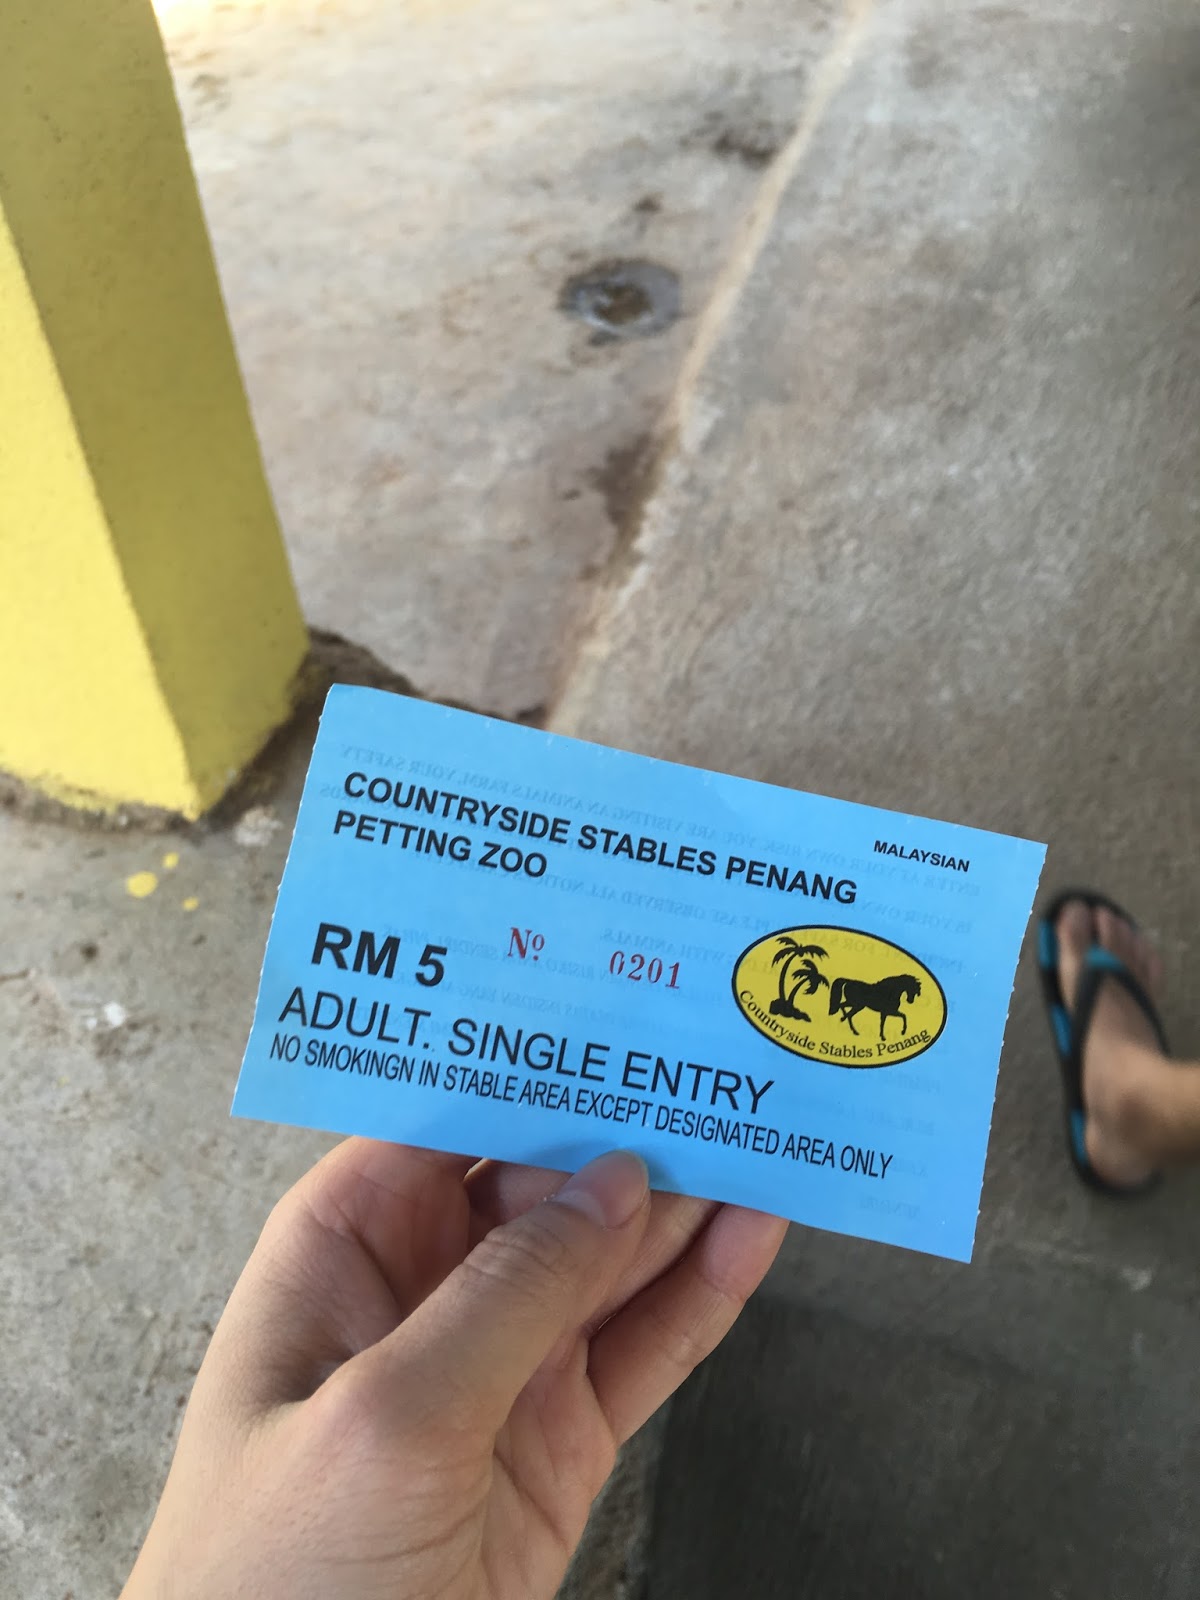 COUNTRYSIDE STABLES PENANG
PETTING ZOO
MALAYSIAN
RM 5
Nº 0201
Countryside Stables Penang
ADULT. SINGLE ENTRY
NO SMOKINGN IN STABLE AREA EXCEPT DESIGNATED AREA ONLY